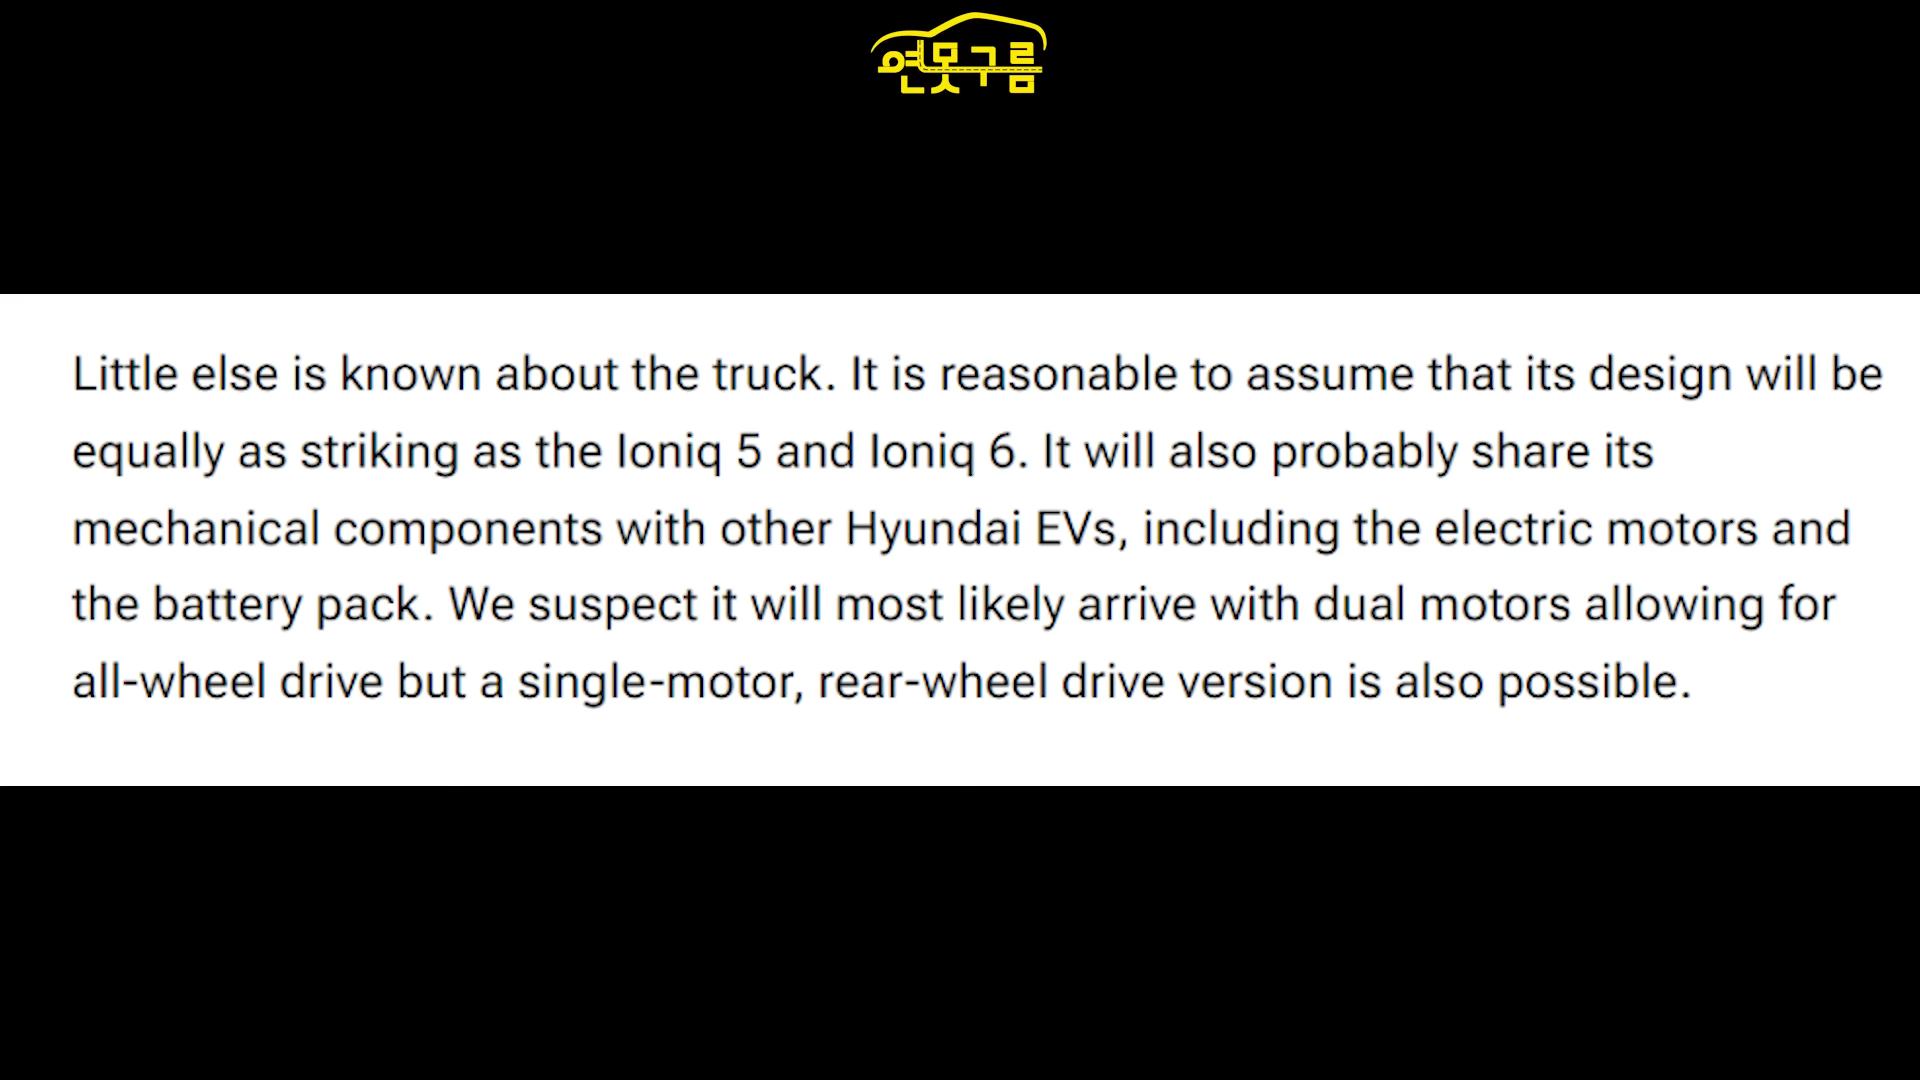 연못구름
Little else is known about the truck. It is reasonable to assume that its design will be
equally as striking as the Ioniq 5 and Ioniq 6. It will also probably share its
mechanical components with other Hyundai EVs, including the electric motors and
the battery pack. We suspect it will most likely arrive with dual motors allowing for
all-wheel drive but a single-motor, rear-wheel drive version is also possible.